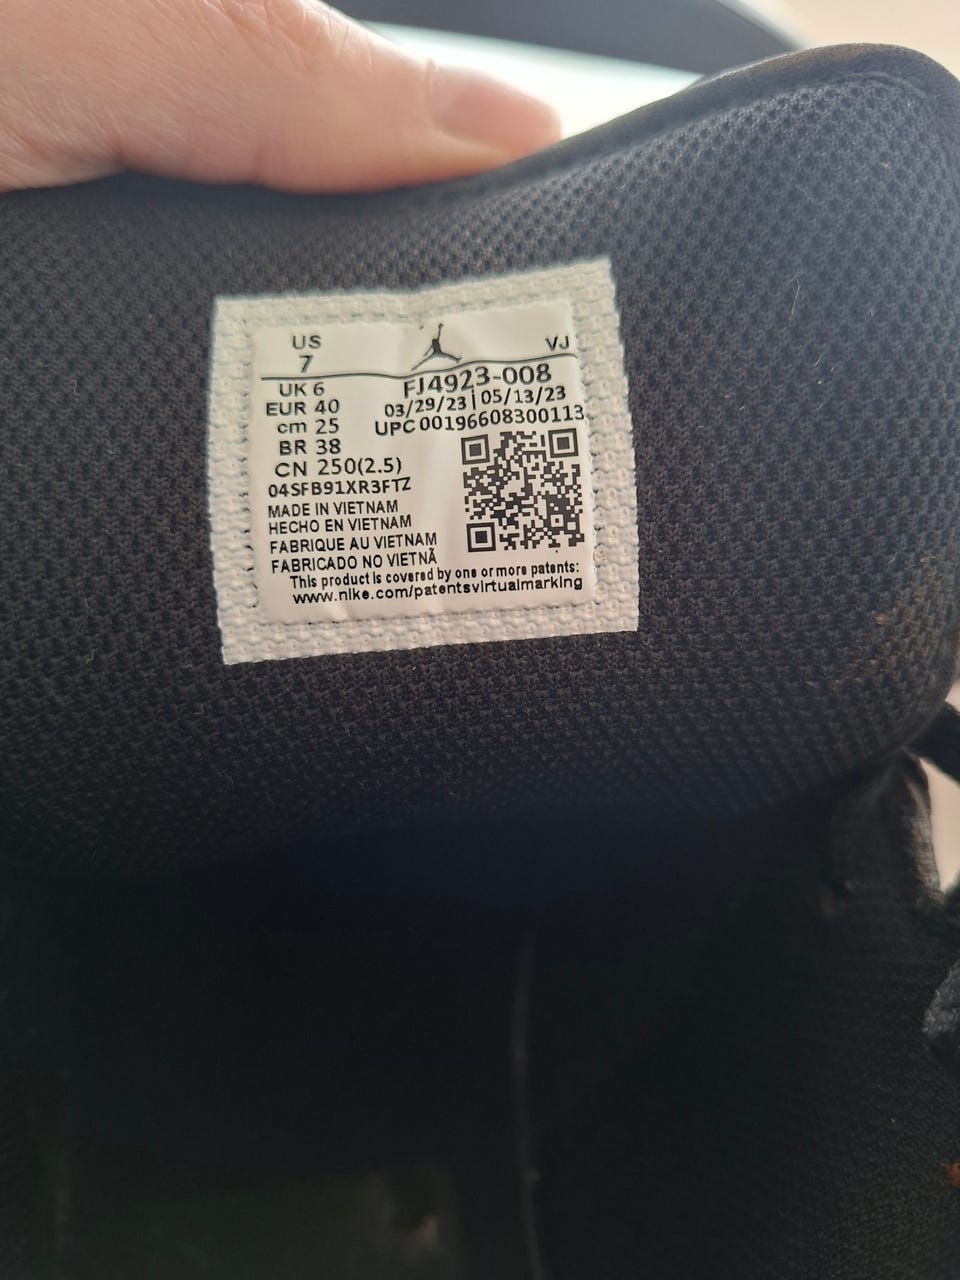 US VJ
7
UK 6 FJ4923-008
EUR 40 03/29/23 | 05/13/23
cm 25 UPC 00196608300113
BR 38
CN 250(2.5)
04SFB91XR3FTZ
MADE IN VIETNAM
HECHO EN VIETNAM
FABRIQUE AU VIETNAM
FABRICADO NO VIETNÃ
This product is covered by one or more patents:
www.nike.com/patentsvirtualmarking